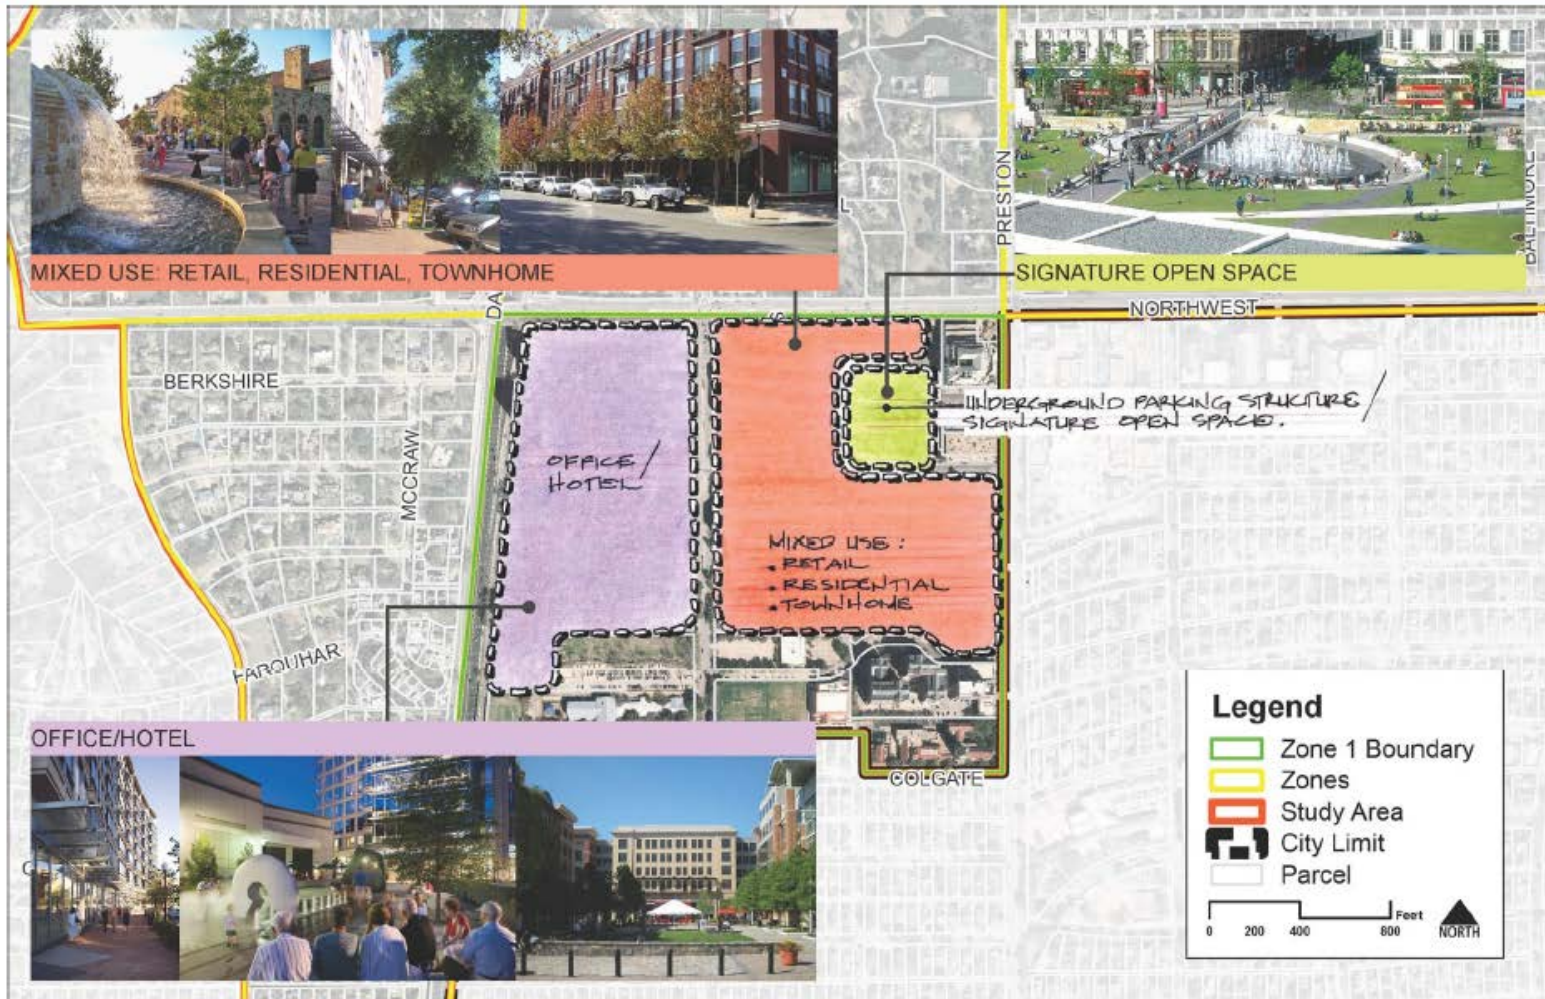 PRESTON
BALTIMORE
MIXED USE: RETAIL, RESIDENTIAL, TOWNHOME
SIGNATURE OPEN SPACE
DA
NORTHWEST
BERKSHIRE
MCCRAW
UNDERGROUND PARKING STRUCTURE/
SIGNATURE OPEN SPACE.
OFFICE/
HOTEL
MIXED USE:
• RETAIL
• RESIDENTIAL
• TOWNHOME
FARQUHAR
OFFICE/HOTEL
COLGATE
Legend
Zone 1 Boundary
Zones
Study Area
City Limit
Parcel
Feet
0 200 400 800
NORTH